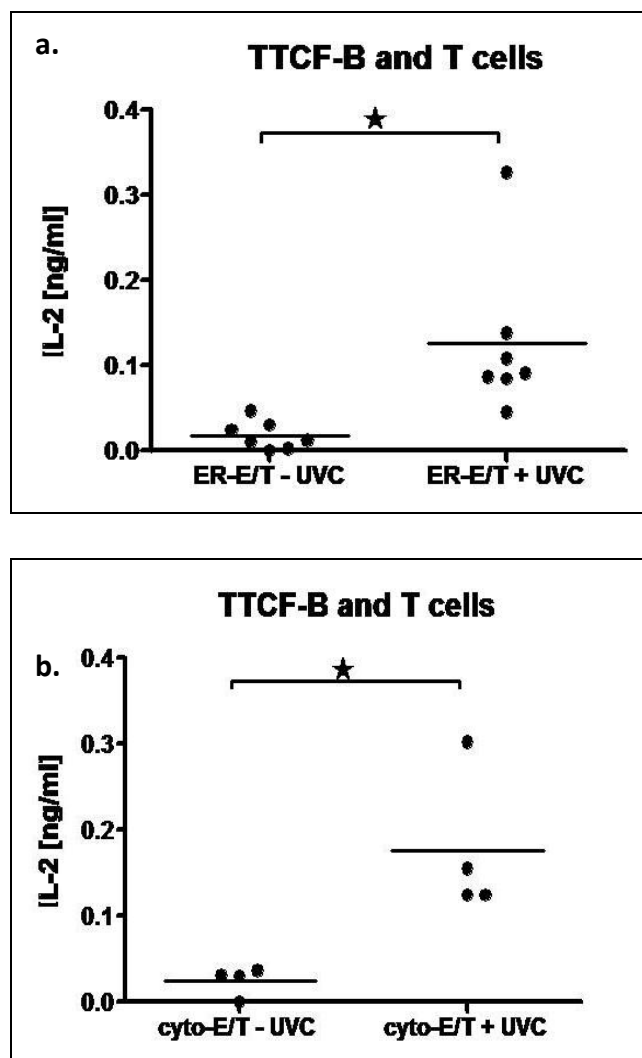 a.
TTCF-B and T cells
0.4
0.3
0.2
0.1
0.0
[L-2 [ng/ml]
ER-E/T - UVC ER-E/T + UVC
TTCF-B and T cells
b.
0.4
0.3
0.2
0.1
0.0
[L-2 [ng/ml]
cyto-E/T - UVC cyto-E/T + UVC